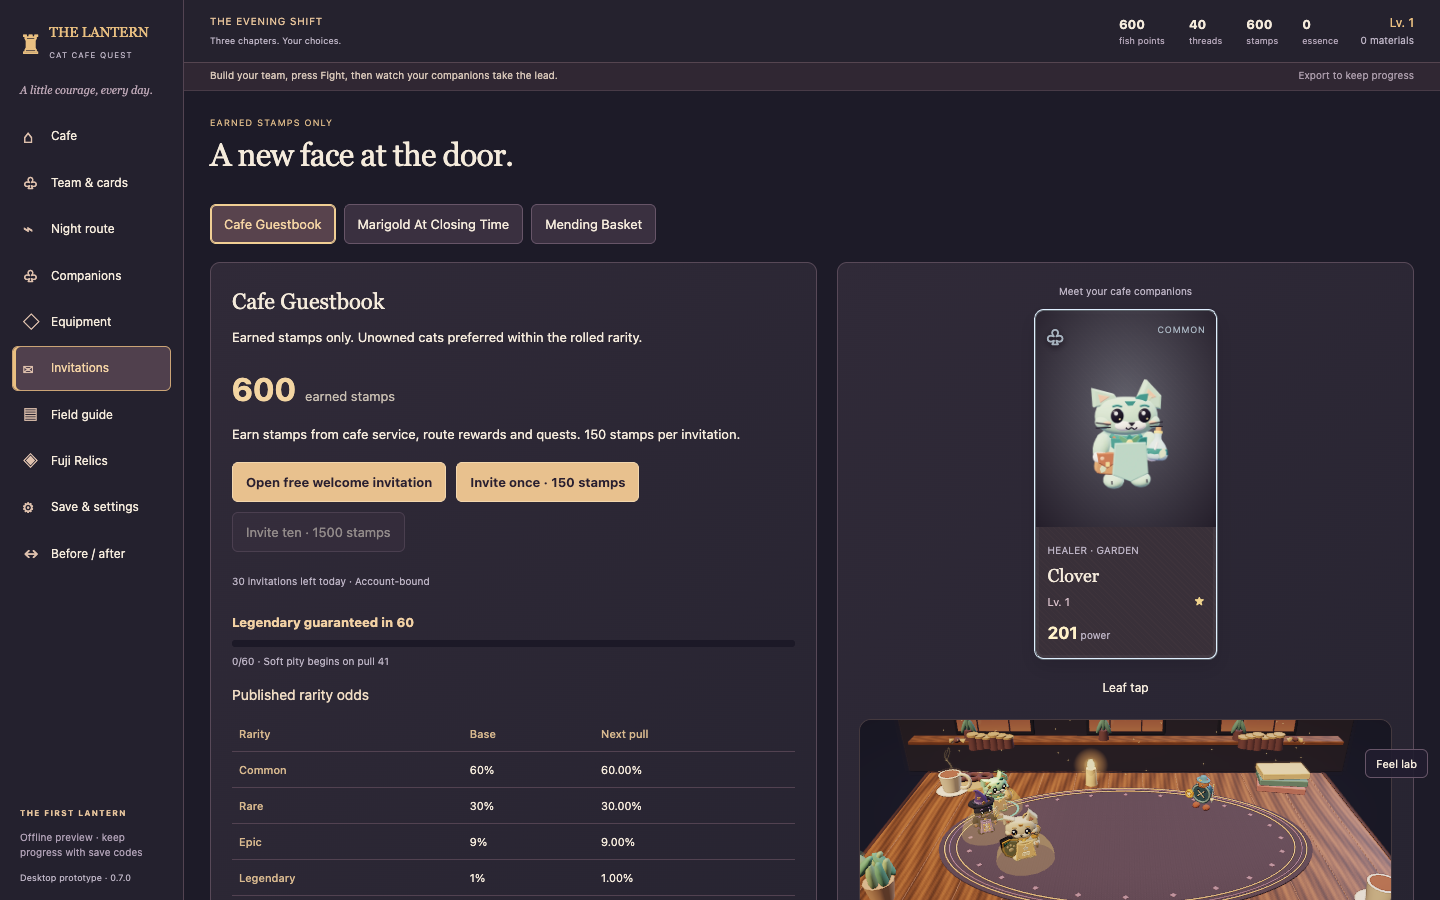 THE LANTERN
CAT CAFE QUEST
A little courage, every day.
Cafe
Team & cards
Night route
Companions
Equipment
Invitations
Field guide
Fuji Relics
Save & settings
Before / after
THE FIRST LANTERN
Offline preview · keep
progress with save codes
Desktop prototype · 0.7.0
THE EVENING SHIFT
Three chapters. Your choices.
600 fish points
40 threads
600 stamps
0 essence
Lv. 1
0 materials
Build your team, press Fight, then watch your companions take the lead.
Export to keep progress
EARNED STAMPS ONLY
A new face at the door.
Cafe Guestbook
Marigold At Closing Time
Mending Basket
Cafe Guestbook
Earned stamps only. Unowned cats preferred within the rolled rarity.
600 earned stamps
Earn stamps from cafe service, route rewards and quests. 150 stamps per invitation.
Open free welcome invitation
Invite once · 150 stamps
Invite ten · 1500 stamps
30 invitations left today · Account-bound
Legendary guaranteed in 60
0/60 · Soft pity begins on pull 41
Published rarity odds
Rarity Base Next pull
Common 60% 60.00%
Rare 30% 30.00%
Epic 9% 9.00%
Legendary 1% 1.00%
Meet your cafe companions
COMMON
HEALER · GARDEN
Clover
Lv. 1
201 power
Leaf tap
Feel lab